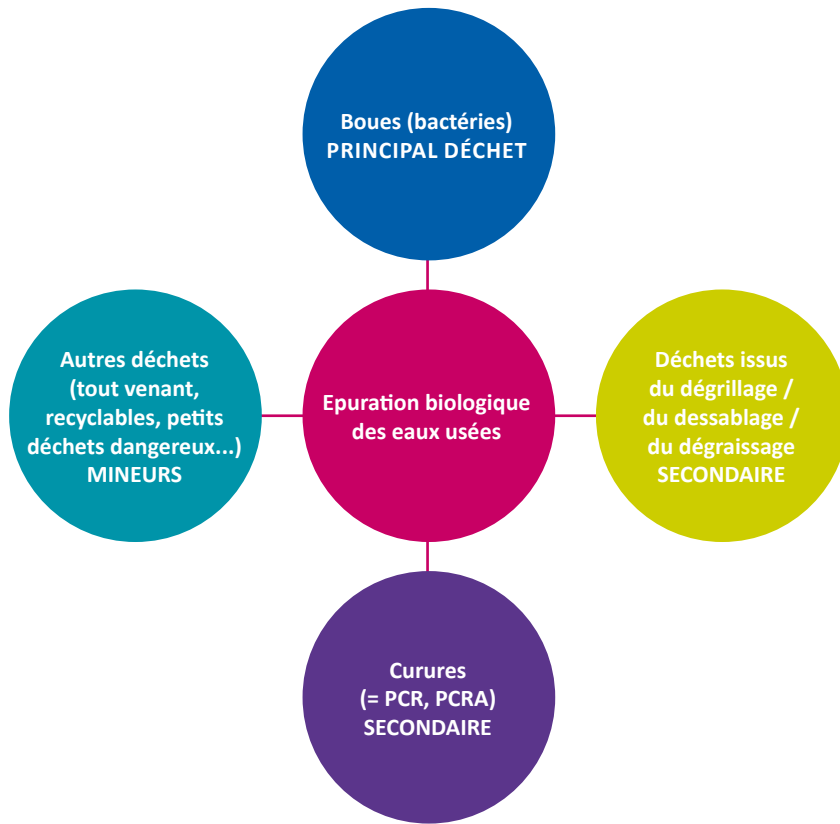 Boues (bactéries)
PRINCIPAL DÉCHET
Autres déchets
(tout venant,
recyclables, petits
déchets dangereux...)
MINEURS
Epuration biologique
des eaux usées
Déchets issus
du dégrillage /
du dessablage /
du dégraissage
SECONDAIRE
Curures
(= PCR, PCRA)
SECONDAIRE